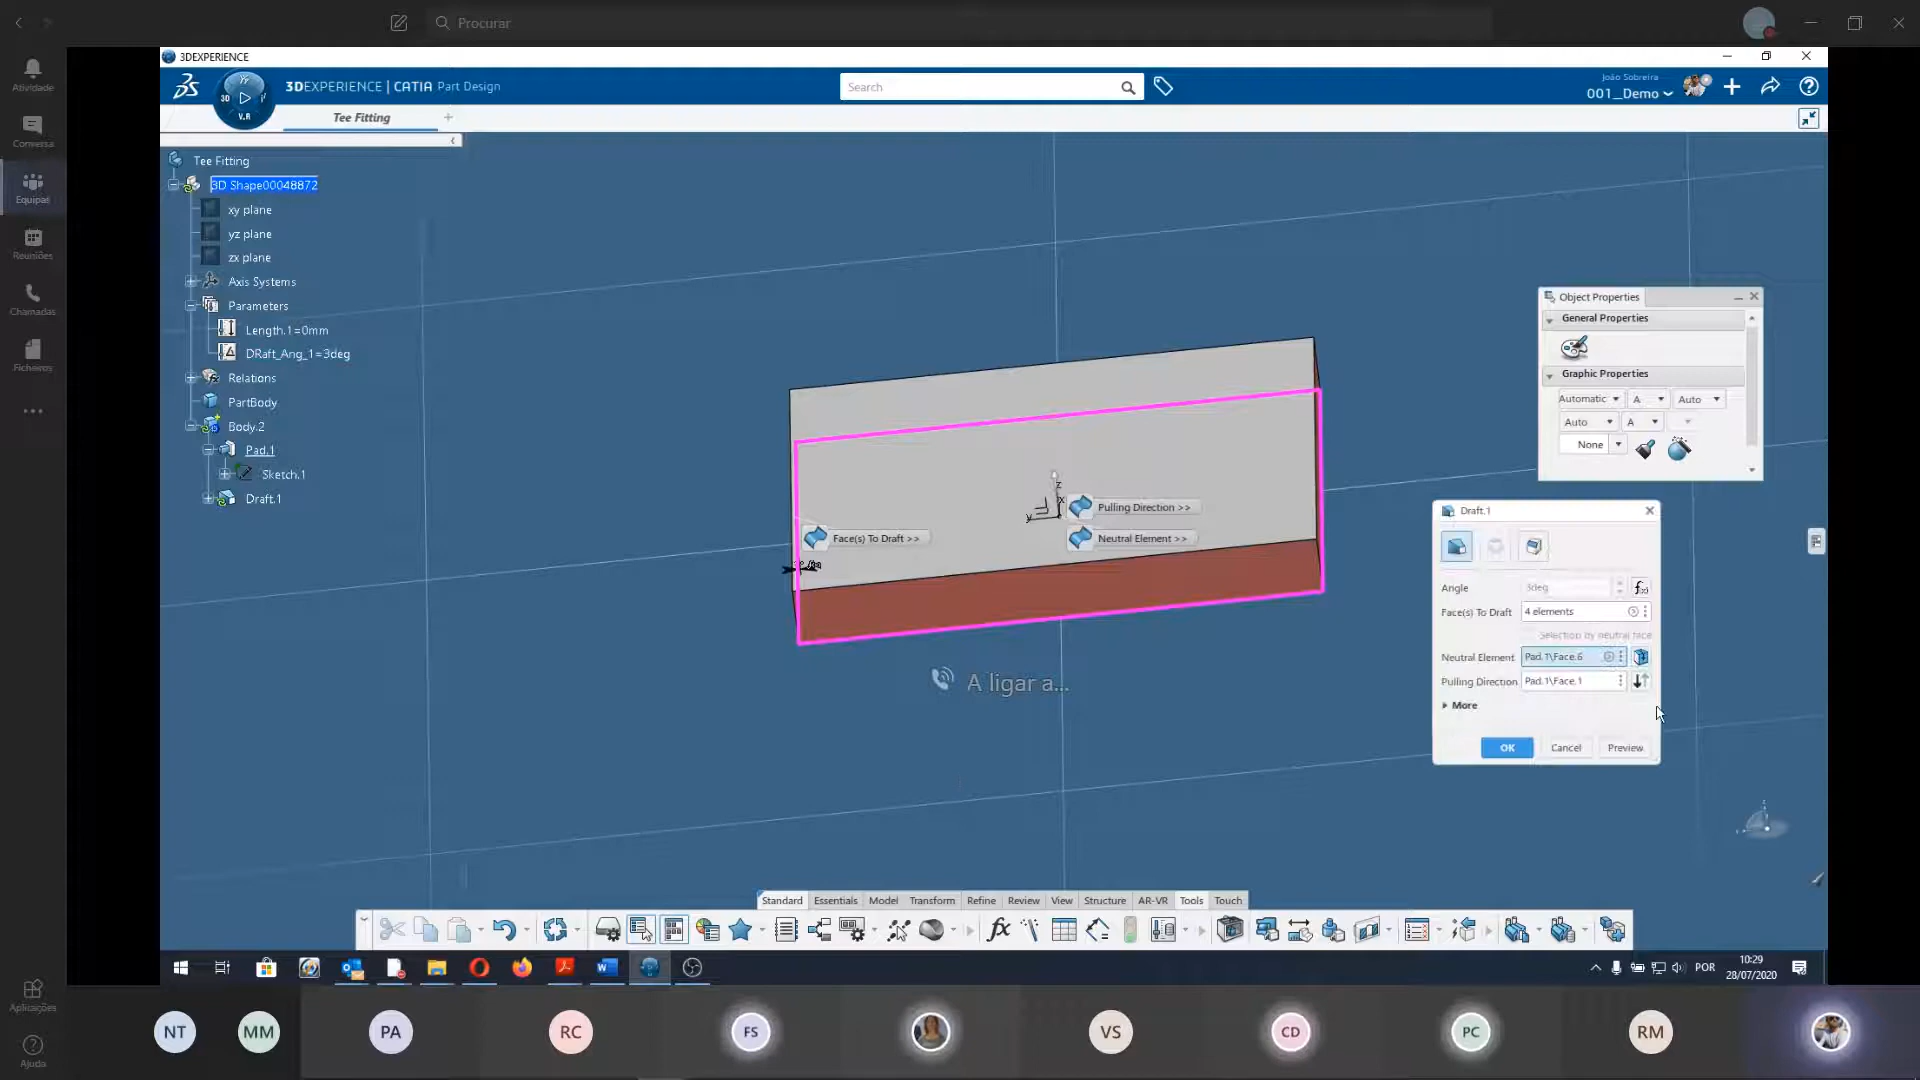 Procurar
Atividade
Conversa
Equipas
Reuniões
Chamadas
Ficheiros
Aplicações
Ajuda
3DEXPERIENCE
3D
V.R
3DEXPERIENCE | CATIA Part Design
Search
João Sobreira
001_Demo
Tee Fitting
Tee Fitting
3D Shape00048872
xy plane
yz plane
zx plane
Axis Systems
Parameters
Length.1=0mm
DRaft_Ang_1=3deg
Relations
PartBody
Body.2
Pad.1
Sketch.1
Draft.1
Pulling Direction >>
Face(s) To Draft >>
Neutral Element >>
z
x
y
A ligar a...
Object Properties
General Properties
Graphic Properties
Automatic
A
Auto
Auto
A
None
Draft.1
Angle
3deg
Face(s) To Draft
4 elements
Selection by neutral face
Neutral Element
Pad.1\Face.6
Pulling Direction
Pad.1\Face.1
More
OK
Cancel
Preview
Standard
Essentials
Model
Transform
Refine
Review
View
Structure
AR-VR
Tools
Touch
fx
POR
10:29
28/07/2020
NT
MM
PA
RC
FS
VS
CD
PC
RM